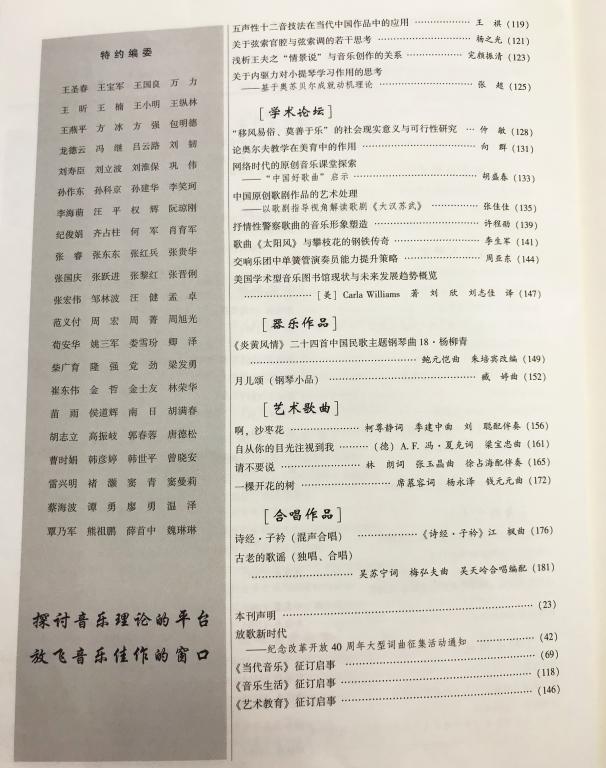 特约编委
王圣春 王宝军 王国良 万 力
王 昕 王 楠 王小明 王纵林
王燕平 方 冰 方 强 包明德
龙德云 冯 继 吕云路 刘 韧
刘寿臣 刘立波 刘淮保 巩 伟
孙作东 孙科京 孙建华 李笑珂
李海萌 汪 平 权 辉 阮琼刚
纪俊娟 齐占柱 何 军 肖育军
张 睿 张东东 张红兵 张贵华
张国庆 张跃进 张黎红 张晋俐
张宏伟 邹林波 汪 健 孟 卓
范义付 周 宏 周 菁 周旭光
荀安华 姚三军 娄雪玢 卿 泽
柴广育 隆 强 党 劲 梁发勇
崔东伟 金 哲 金士友 林荣华
苗 雨 侯道辉 南 日 胡满春
胡志立 高振岐 郭春蓉 唐德松
曹时娟 韩彦婷 韩世平 曾晓安
雷兴明 褚 灏 窦 青 窦曼莉
蔡海波 谭 勇 廖 勇 温 泽
覃乃军 熊祖鹏 薛首中 魏琳琳
探讨音乐理论的平台
放飞音乐佳作的窗口
五声性十二音技法在当代中国作品中的应用 ……………… 王 祺 (119)
关于弦索官腔与弦索调的若干思考 ……………… 杨之光 (121)
浅析王夫之“情景说”与音乐创作的关系 ……………… 完颜振清 (123)
关于内驱力对小提琴学习作用的思考
——基于奥苏贝尔成就动机理论 ……………… 张 超 (125)
［学术论坛］
“移风易俗、莫善于乐”的社会现实意义与可行性研究 … 仲 敏 (128)
论奥尔夫教学在美育中的作用 ……………… 向 群 (131)
网络时代的原创音乐课堂探索
——“中国好歌曲”启示 ……………… 胡盛春 (133)
中国原创歌剧作品的艺术处理
——以歌剧指导视角解读歌剧《大汉苏武》 ……………… 张佳佳 (135)
抒情性警察歌曲的音乐形象塑造 ……………… 许程勋 (139)
歌曲《太阳风》与攀枝花的钢铁传奇 ……………… 李生军 (141)
交响乐团中单簧管演奏员能力提升策略 ……………… 周亚东 (144)
美国学术型音乐图书馆现状与未来发展趋势概览
……………… [美] Carla Williams 著 刘 欣 刘志佳 译 (147)
［器乐作品］
《炎黄风情》二十四首中国民歌主题钢琴曲 18·杨柳青
……………… 鲍元恺曲 朱培宾改编 (149)
月儿颂（钢琴小品） ……………… 臧 婷曲 (152)
［艺术歌曲］
啊，沙枣花 ……………… 柯尊静词 李建中曲 刘 聪配伴奏 (156)
自从你的目光注视到我 ……… （德）A. F. 冯·夏克词 梁宝忠曲 (161)
请不要说 ……………… 林 朗词 张玉晶曲 徐占海配伴奏 (165)
一棵开花的树 ……………… 席慕容词 杨永泽 钱元元曲 (172)
［合唱作品］
诗经·子衿（混声合唱） ……………… 《诗经·子衿》江 枫曲 (176)
古老的歌谣（独唱、合唱）
……………… 吴苏宁词 梅弘夫曲 吴天岭合唱编配 (181)
本刊声明 ……………… (23)
放歌新时代
——纪念改革开放 40 周年大型词曲征集活动通知 ……………… (42)
《当代音乐》征订启事 ……………… (69)
《音乐生活》征订启事 ……………… (118)
《艺术教育》征订启事 ……………… (146)